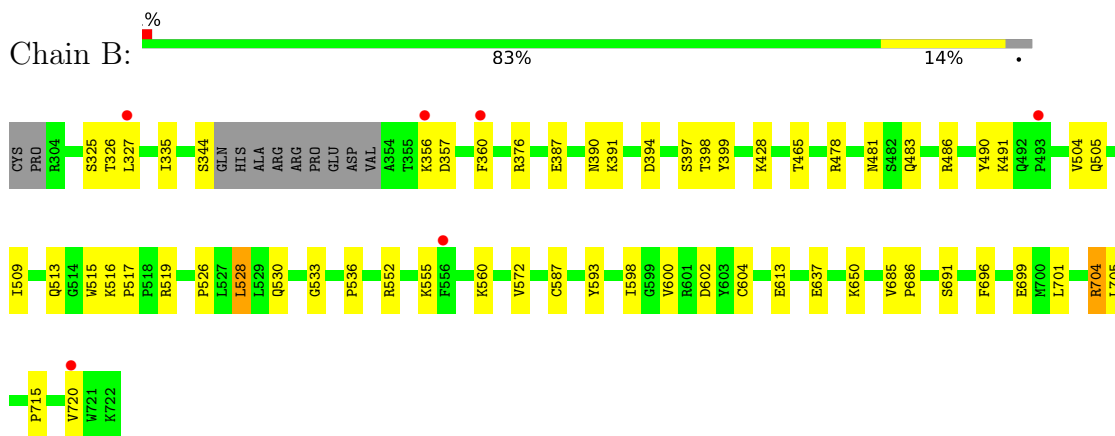 .%
Chain B:
83% 14% •
CYS PRO R304 S325 T326 L327 I335 S344 GLN HIS ALA ARG ARG PRO GLU ASP VAL A354 T355 K356 D357 F360 R376 E387 N390 K391 D394 S397 T398 Y399 K428 T465 R478 N481 S482 Q483 R486 Y490 K491 Q492 P493 V504 Q505
I509 Q513 G514 W515 K516 P517 P518 R519 P526 L527 L528 L529 Q530 G533 P536 R552 K555 F556 K560 V572 C587 Y593 I598 G599 V600 R601 D602 Y603 C604 E613 E637 K650 V685 P686 S691 F696 E699 M700 L701 R704 L705
P715 V720 W721 K722